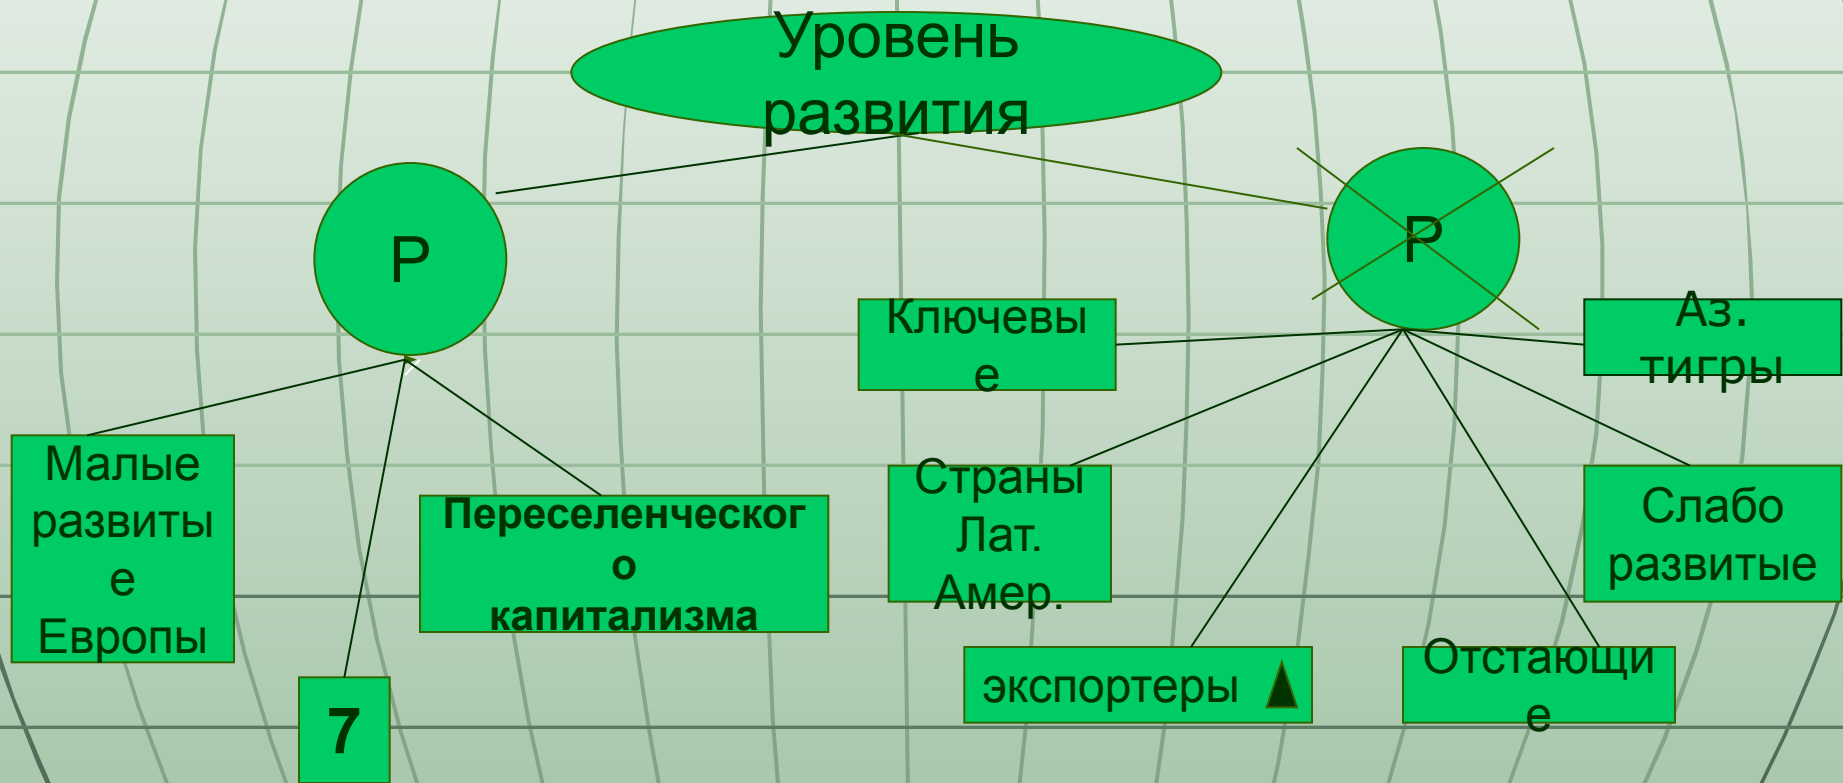 Уровень
развития
Р
Р
Ключевы
е
Аз.
тигры
Малые
развиты
е
Европы
Переселенческог
о
капитализма
Страны
Лат.
Амер.
Слабо
развитые
экспортеры
Отстающи
е
7